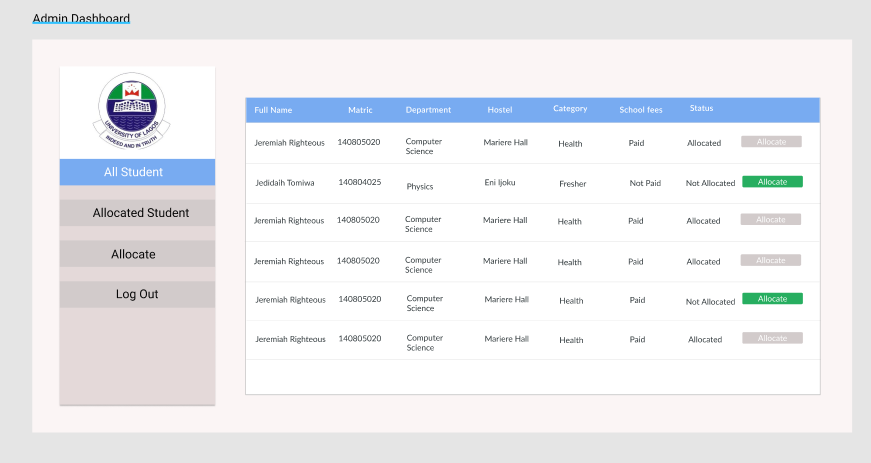 Admin Dashboard
UNIVERSITY OF LAGOS
INDEED AND IN TRUTH
All Student
Allocated Student
Allocate
Log Out
Full Name Matric Department Hostel Category School fees Status
Jeremiah Righteous 140805020 Computer Science Mariere Hall Health Paid Allocated Allocate
Jedidaih Tomiwa 140804025 Physics Eni Ijoku Fresher Not Paid Not Allocated Allocate
Jeremiah Righteous 140805020 Computer Science Mariere Hall Health Paid Allocated Allocate
Jeremiah Righteous 140805020 Computer Science Mariere Hall Health Paid Allocated Allocate
Jeremiah Righteous 140805020 Computer Science Mariere Hall Health Paid Not Allocated Allocate
Jeremiah Righteous 140805020 Computer Science Mariere Hall Health Paid Allocated Allocate